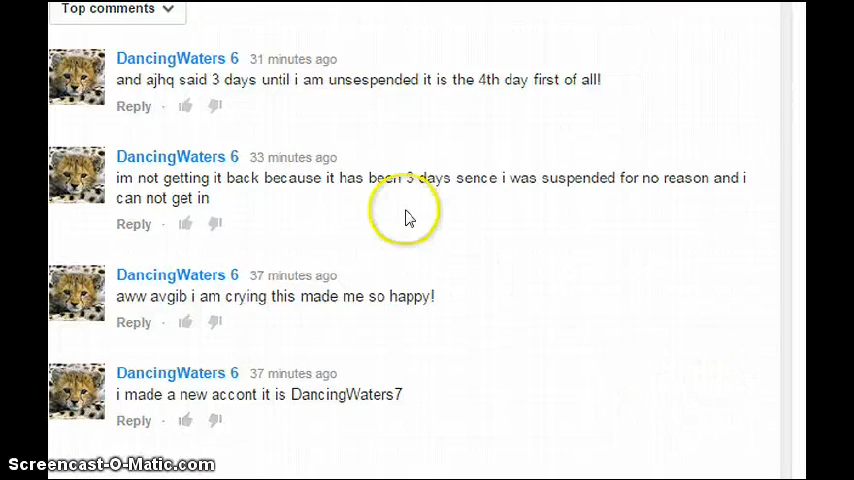 Top comments
DancingWaters 6 31 minutes ago
and ajhq said 3 days until i am unsespended it is the 4th day first of all!
Reply
DancingWaters 6 33 minutes ago
im not getting it back because it has been 3 days sence i was suspended for no reason and i
can not get in
Reply
DancingWaters 6 37 minutes ago
aww avgib i am crying this made me so happy!
Reply
DancingWaters 6 37 minutes ago
i made a new accont it is DancingWaters7
Reply
Screencast-O-Matic.com